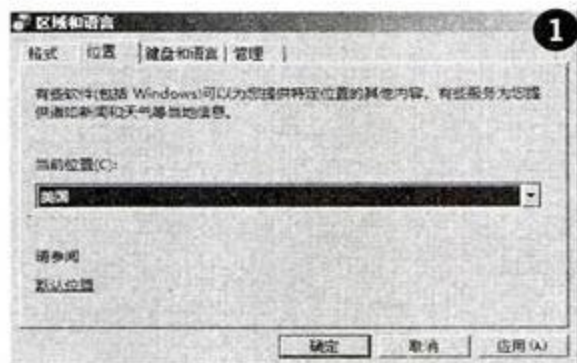 区域和语言
1
格式 位置 键盘和语言 管理
有些软件(包括 Windows)可以为您提供特定位置的其他内容。有些服务为您提
供诸如新闻和天气等当地信息。
当前位置(C):
美国
请参阅
默认位置
确定 取消 应用(A)